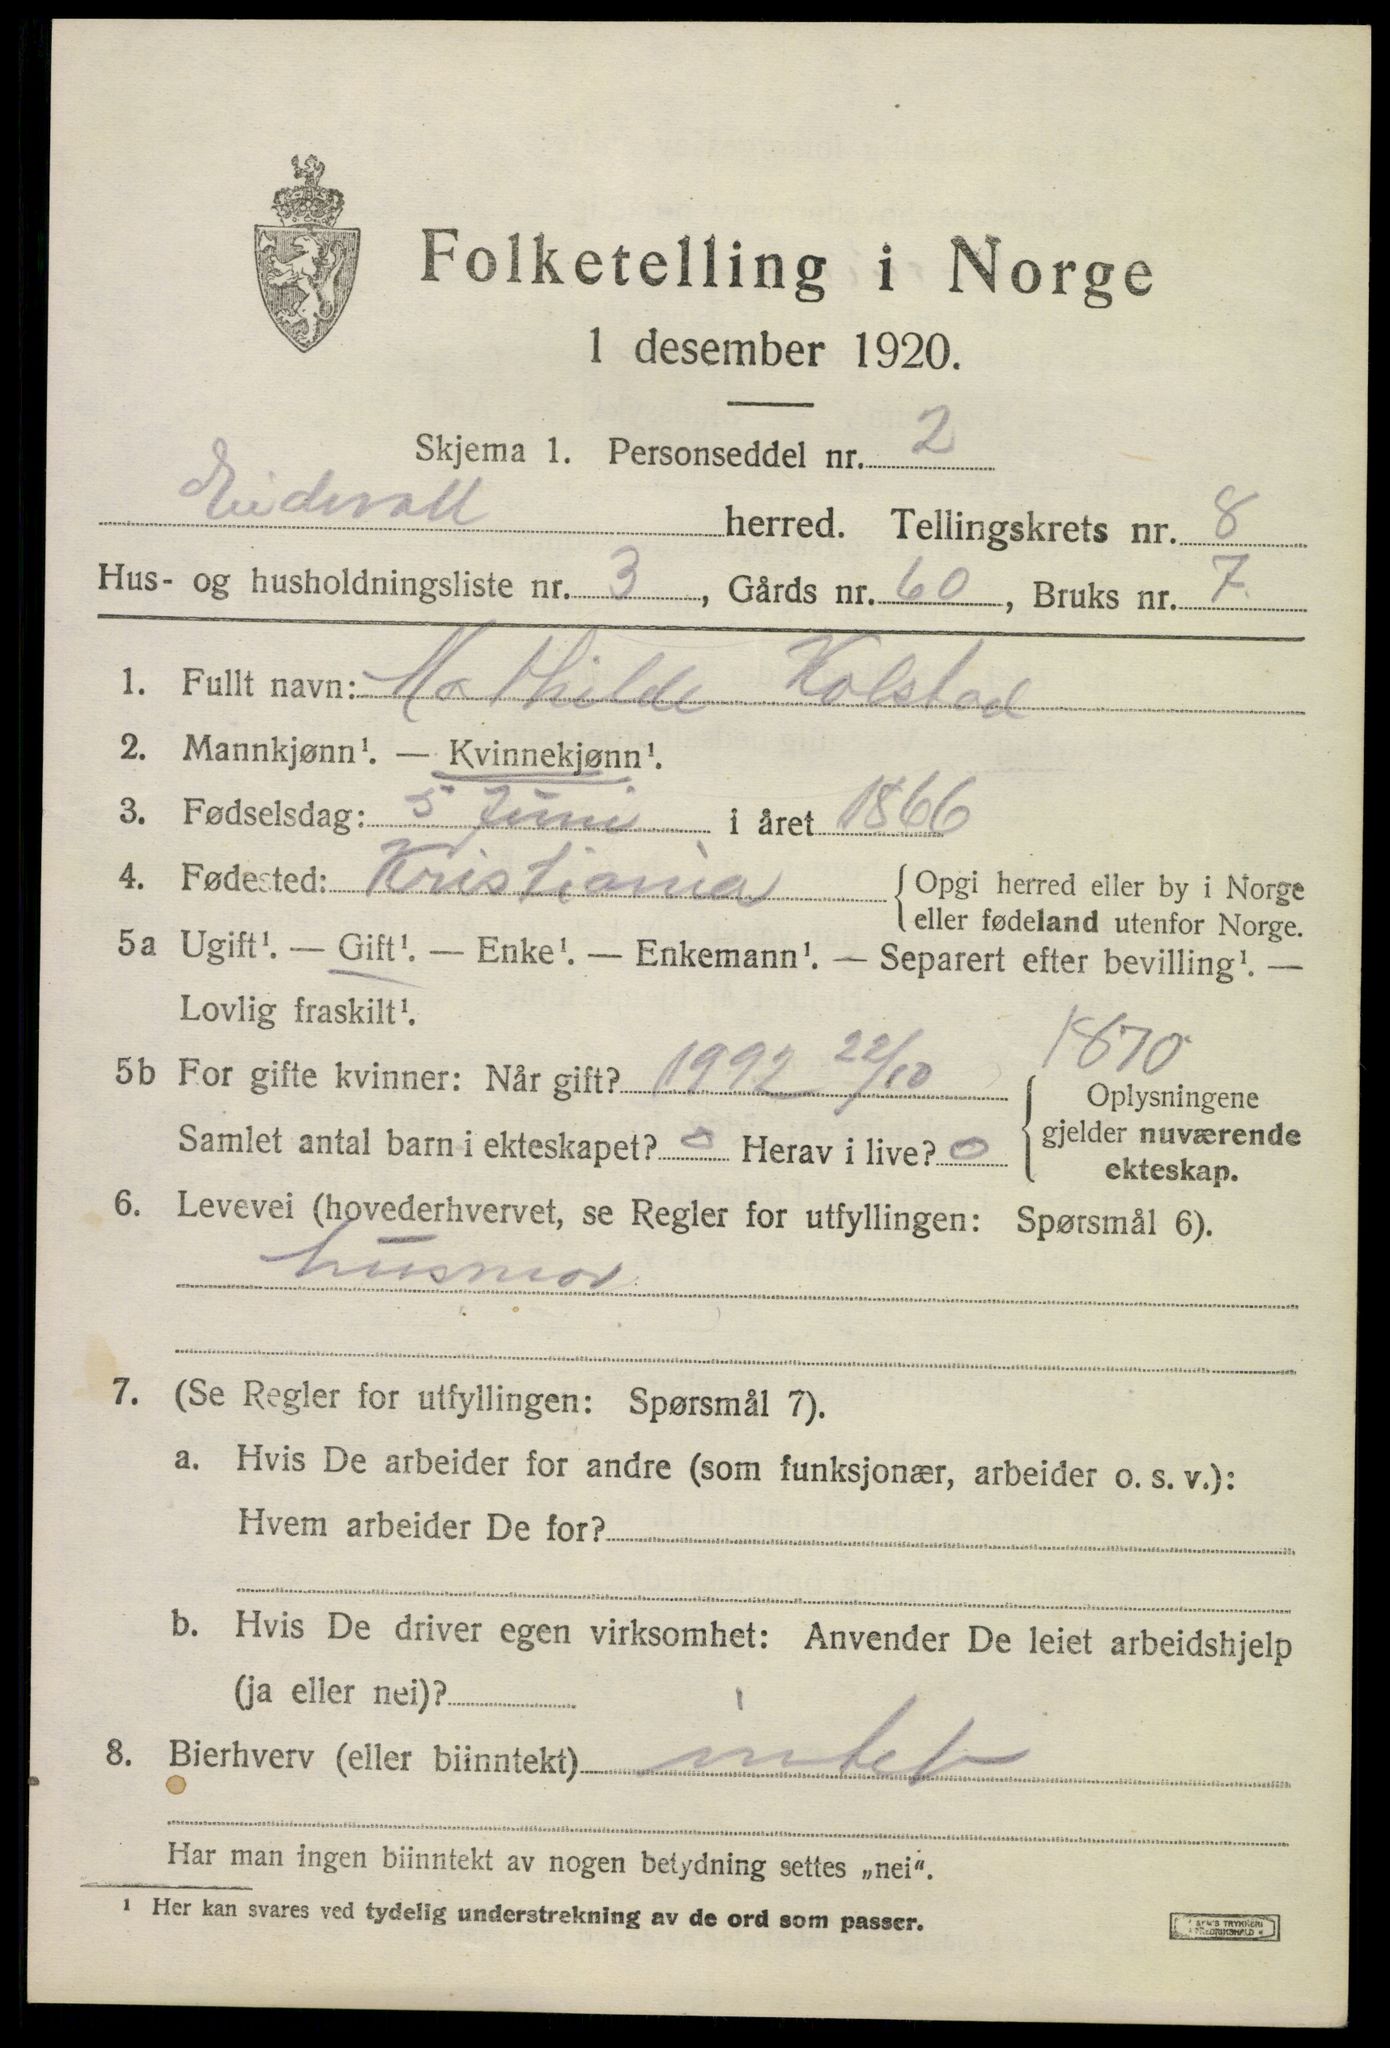 Folketelling i Norge
1 desember 1920.
Skjema 1. Personseddel nr. 2
Eidsvoll herred. Tellingskrets nr. 8
Hus- og husholdningsliste nr. 3, Gårds nr. 60, Bruks nr. 7
1. Fullt navn: Mathilde Kolstad
2. Mannkjønn¹. — Kvinnekjønn¹.
3. Fødselsdag: 5 Juni i året 1866
4. Fødested: Kristiania { Opgi herred eller by i Norge
eller fødeland utenfor Norge.
5a Ugift¹. — Gift¹. — Enke¹. — Enkemann¹. — Separert efter bevilling¹. —
Lovlig fraskilt¹.
1870
5b For gifte kvinner: Når gift? 1992 22/10
Samlet antal barn i ekteskapet? 0 Herav i live? 0
{ Oplysningene
gjelder nuværende
ekteskap.
6. Levevei (hovederhvervet, se Regler for utfyllingen: Spørsmål 6).
husmor
7. (Se Regler for utfyllingen: Spørsmål 7).
a. Hvis De arbeider for andre (som funksjonær, arbeider o. s. v.):
Hvem arbeider De for?
b. Hvis De driver egen virksomhet: Anvender De leiet arbeidshjelp
(ja eller nei)?
8. Bierhverv (eller biinntekt) intet
Har man ingen biinntekt av nogen betydning settes „nei“.
¹ Her kan svares ved tydelig understrekning av de ord som passer.
TRYKKERI
FREDRIKSHALD